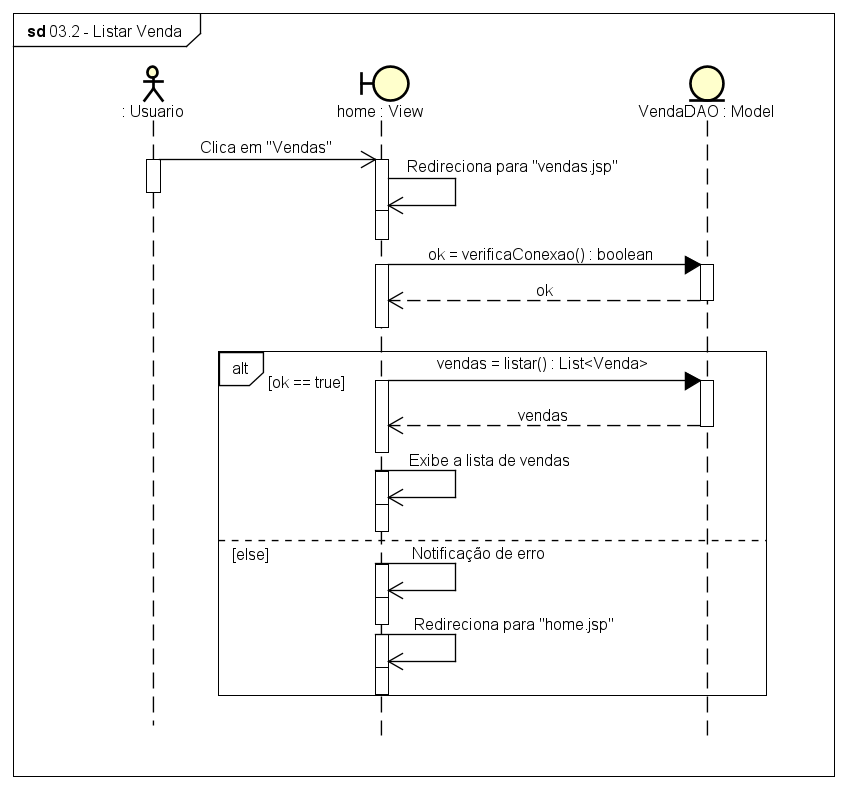 sd 03.2 - Listar Venda
: Usuario
home : View
VendaDAO : Model
Clica em "Vendas"
Redireciona para "vendas.jsp"
ok = verificaConexao() : boolean
ok
alt
vendas = listar() : List<Venda>
[ok == true]
vendas
Exibe a lista de vendas
[else]
Notificação de erro
Redireciona para "home.jsp"